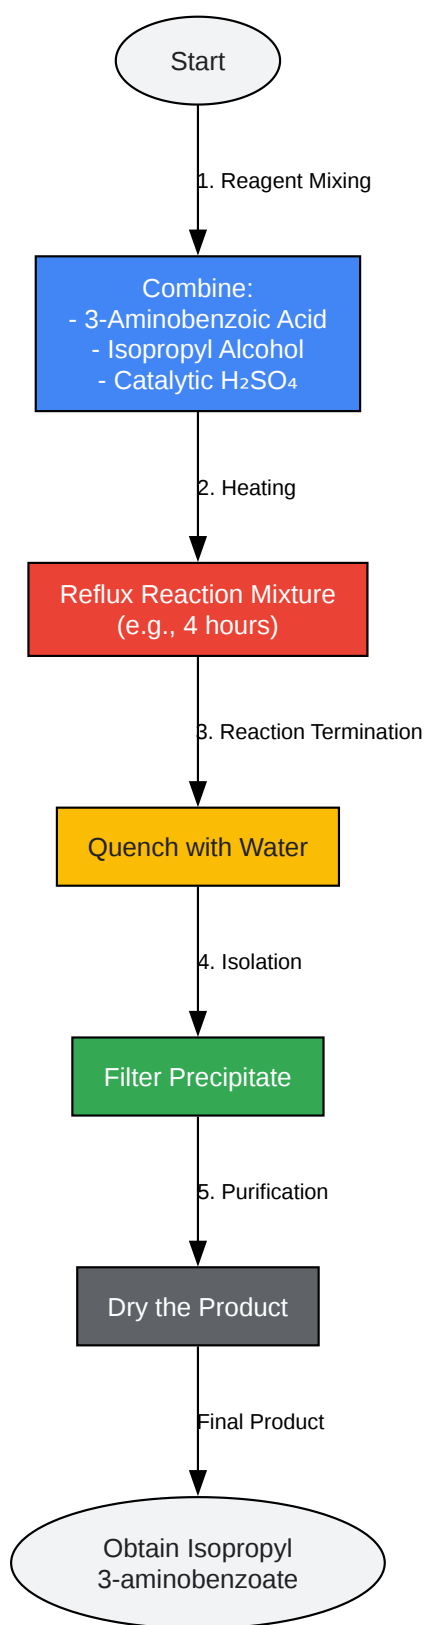 Start
1. Reagent Mixing
Combine:
- 3-Aminobenzoic Acid
- Isopropyl Alcohol
- Catalytic H₂SO₄
2. Heating
Reflux Reaction Mixture
(e.g., 4 hours)
3. Reaction Termination
Quench with Water
4. Isolation
Filter Precipitate
5. Purification
Dry the Product
Final Product
Obtain Isopropyl
3-aminobenzoate